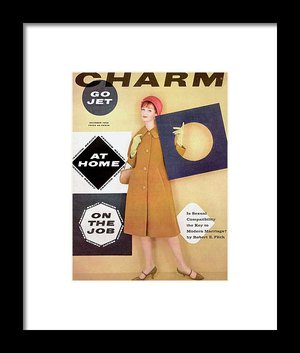 CHARM
GO
JET
AT
HOME
ON
THE
JOB
Is Sexual
Compatibility
the Key to
Modern Marriage?
by Robert E. Fitch